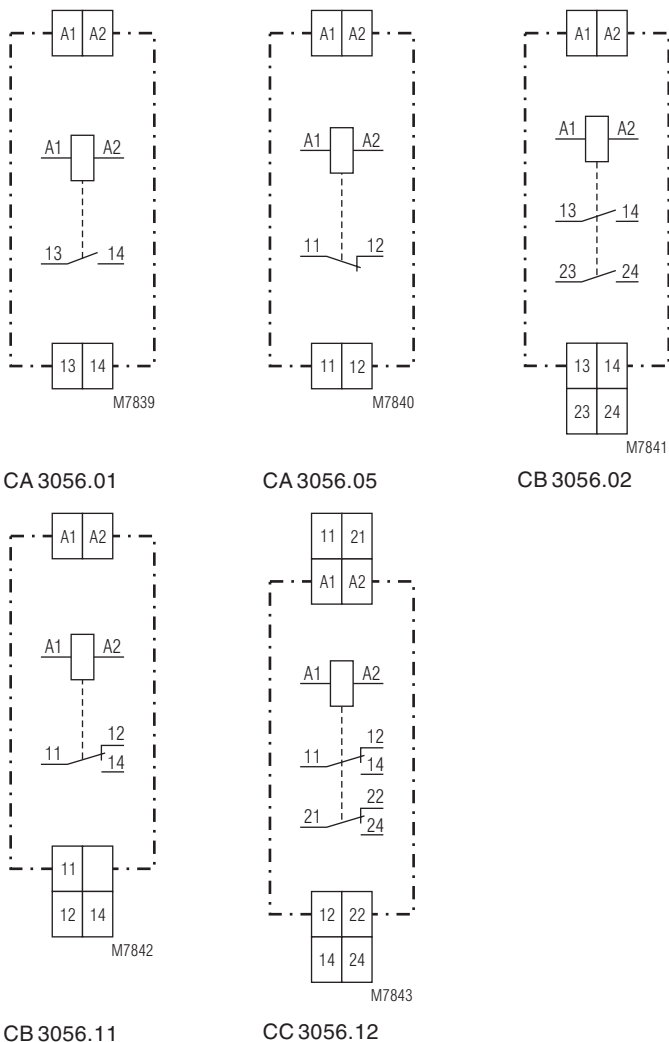 A1 A2
A1 A2
13 14
13 14
M7839
CA 3056.01
A1 A2
A1 A2
11 12
11 12
M7840
CA 3056.05
A1 A2
A1 A2
13 14
23 24
13 14
23 24
M7841
CB 3056.02
A1 A2
A1 A2
12
11
14
11
12 14
M7842
CB 3056.11
11 21
A1 A2
A1 A2
12
11
14
22
21
24
12 22
14 24
M7843
CC 3056.12